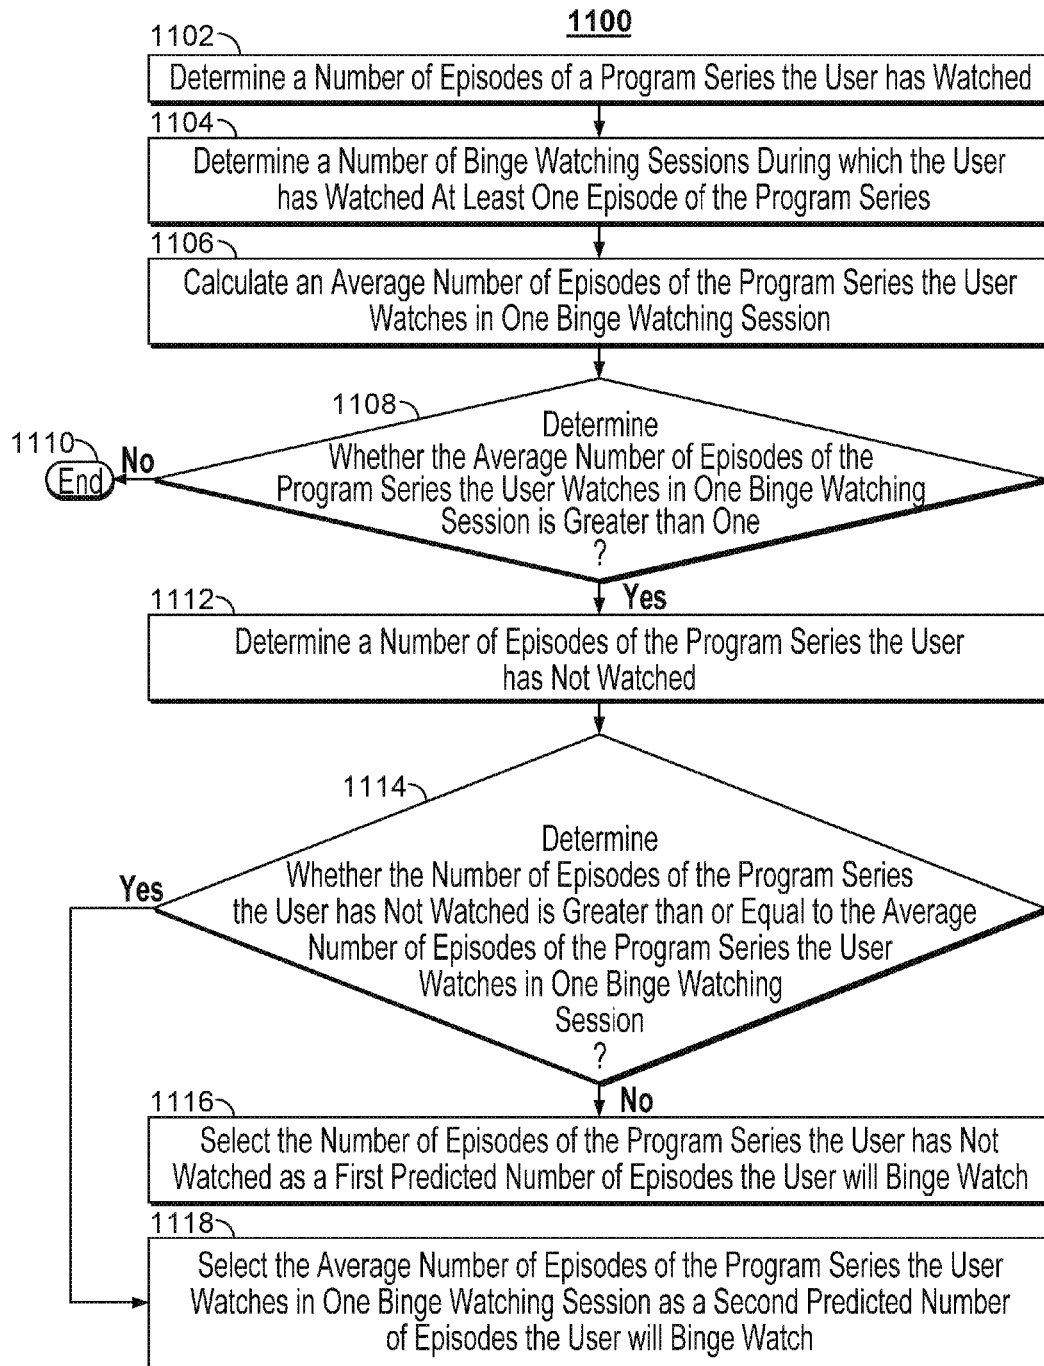 1100
1102
Determine a Number of Episodes of a Program Series the User has Watched
1104
Determine a Number of Binge Watching Sessions During which the User
has Watched At Least One Episode of the Program Series
1106
Calculate an Average Number of Episodes of the Program Series the User
Watches in One Binge Watching Session
1108
Determine
Whether the Average Number of Episodes of the
Program Series the User Watches in One Binge Watching
Session is Greater than One
?
1110
No
End
Yes
1112
Determine a Number of Episodes of the Program Series the User
has Not Watched
1114
Determine
Whether the Number of Episodes of the Program Series
the User has Not Watched is Greater than or Equal to the Average
Number of Episodes of the Program Series the User
Watches in One Binge Watching
Session
?
Yes
No
1116
Select the Number of Episodes of the Program Series the User has Not
Watched as a First Predicted Number of Episodes the User will Binge Watch
1118
Select the Average Number of Episodes of the Program Series the User
Watches in One Binge Watching Session as a Second Predicted Number
of Episodes the User will Binge Watch